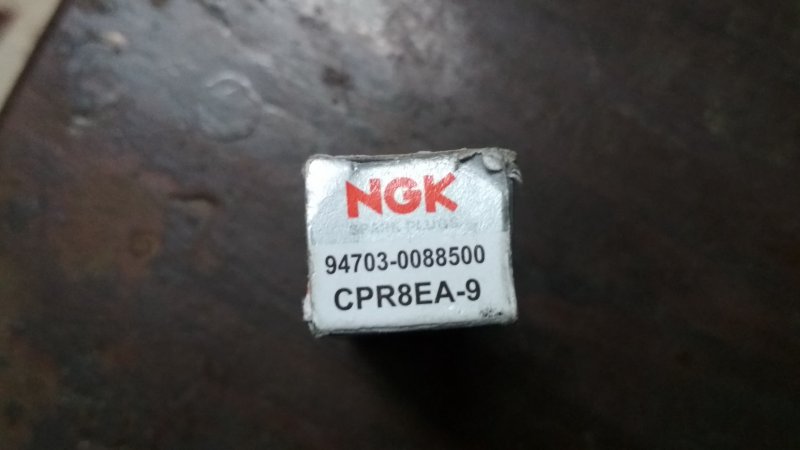 NGK
SPARK PLUGS
94703-0088500
CPR8EA-9